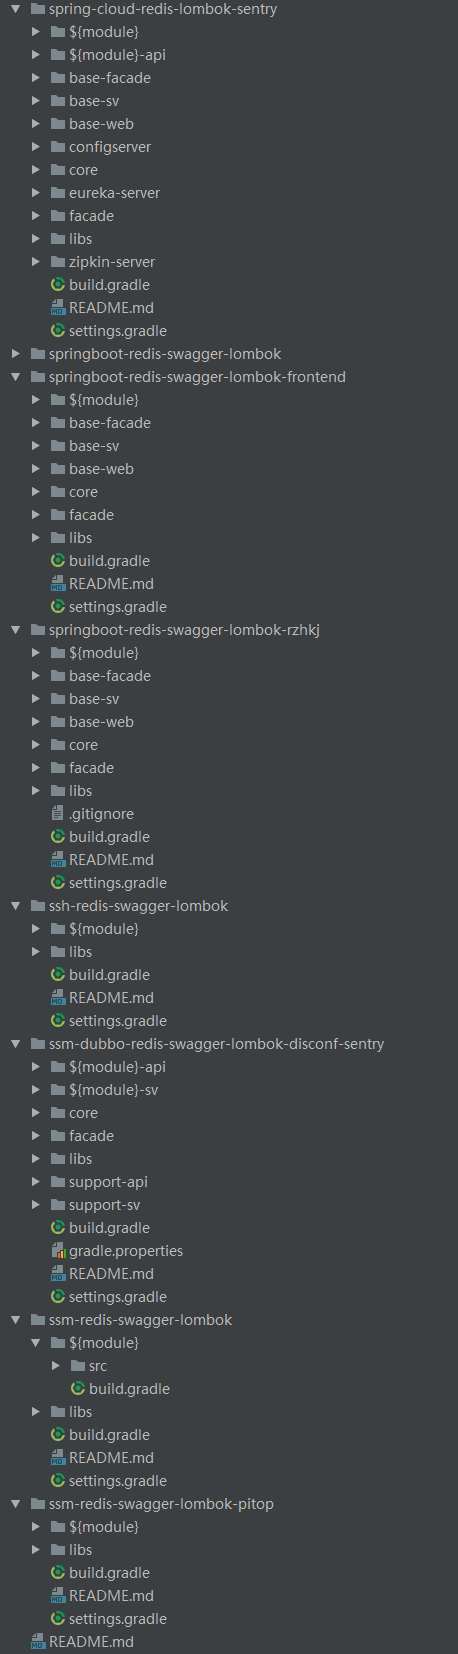 spring-cloud-redis-lombok-sentry
${module}
${module}-api
base-facade
base-sv
base-web
configserver
core
eureka-server
facade
libs
zipkin-server
build.gradle
README.md
settings.gradle
springboot-redis-swagger-lombok
springboot-redis-swagger-lombok-frontend
${module}
base-facade
base-sv
base-web
core
facade
libs
build.gradle
README.md
settings.gradle
springboot-redis-swagger-lombok-rzhkj
${module}
base-facade
base-sv
base-web
core
facade
libs
.gitignore
build.gradle
README.md
settings.gradle
ssh-redis-swagger-lombok
${module}
libs
build.gradle
README.md
settings.gradle
ssm-dubbo-redis-swagger-lombok-disconf-sentry
${module}-api
${module}-sv
core
facade
libs
support-api
support-sv
build.gradle
gradle.properties
README.md
settings.gradle
ssm-redis-swagger-lombok
${module}
src
build.gradle
libs
build.gradle
README.md
settings.gradle
ssm-redis-swagger-lombok-pitop
${module}
libs
build.gradle
README.md
settings.gradle
README.md